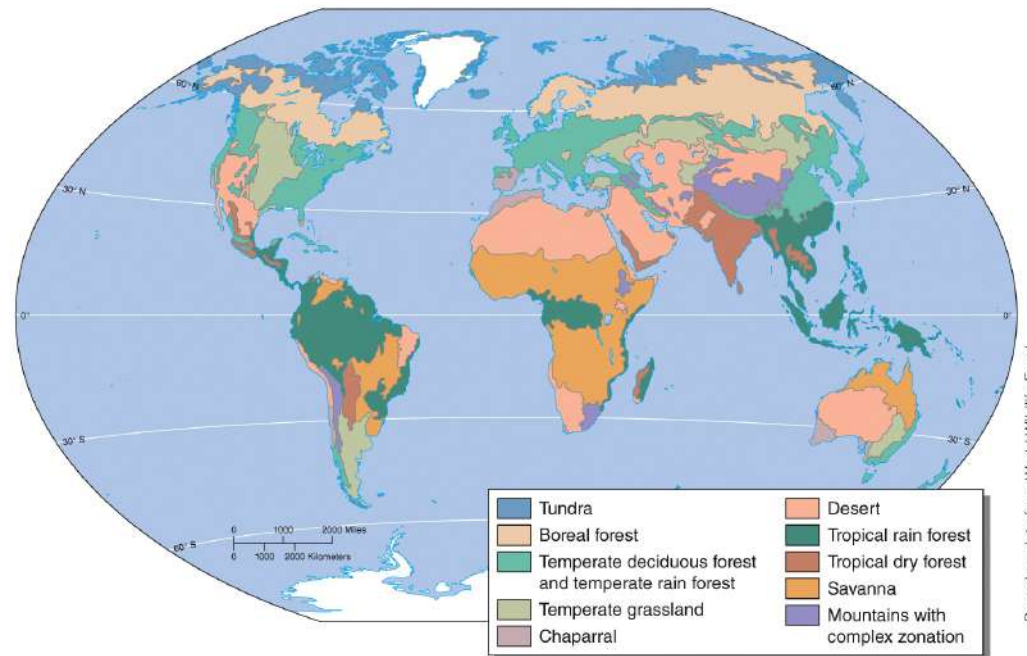 60° N
60° N
30° N
30° N
0°
0°
30° S
30° S
60° S
0 1000 2000 Miles
0 1000 2000 Kilometers
Tundra
Boreal forest
Temperate deciduous forest
and temperate rain forest
Temperate grassland
Chaparral
Desert
Tropical rain forest
Tropical dry forest
Savanna
Mountains with
complex zonation